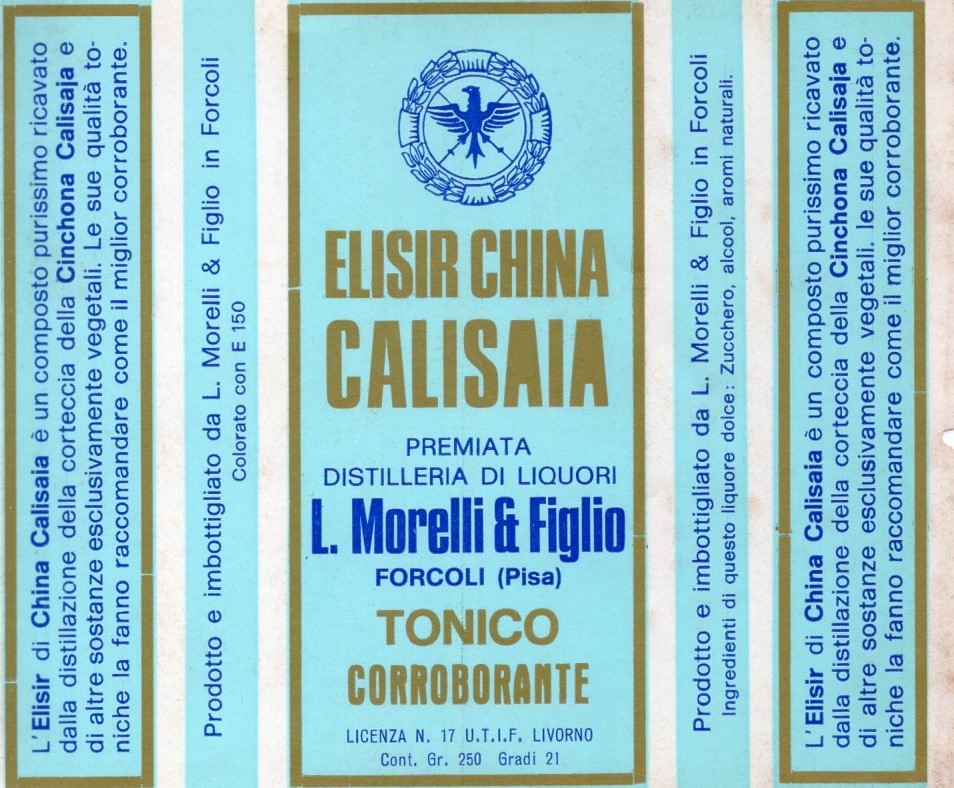 L'Elisir di China Calisaia è un composto purissimo ricavato
dalla distillazione della corteccia della Cinchona Calisaja e
di altre sostanze esclusivamente vegetali. Le sue qualità to-
niche la fanno raccomandare come il miglior corroborante.
Prodotto e imbottigliato da L. Morelli & Figlio in Forcoli
Colorato con E 150
ELISIR CHINA
CALISAIA
PREMIATA
DISTILLERIA DI LIQUORI
L. Morelli & Figlio
FORCOLI (Pisa)
TONICO
CORROBORANTE
LICENZA N. 17 U.T.I.F. LIVORNO
Cont. Gr. 250 Gradi 21
Prodotto e imbottigliato da L. Morelli & Figlio in Forcoli
Ingredienti di questo liquore dolce: Zucchero, alcool, aromi naturali.
L'Elisir di China Calisaia è un composto purissimo ricavato
dalla distillazione della corteccia della Cinchona Calisaja e
di altre sostanze esclusivamente vegetali. le sue qualità to-
niche la fanno raccomandare come il miglior corroborante.